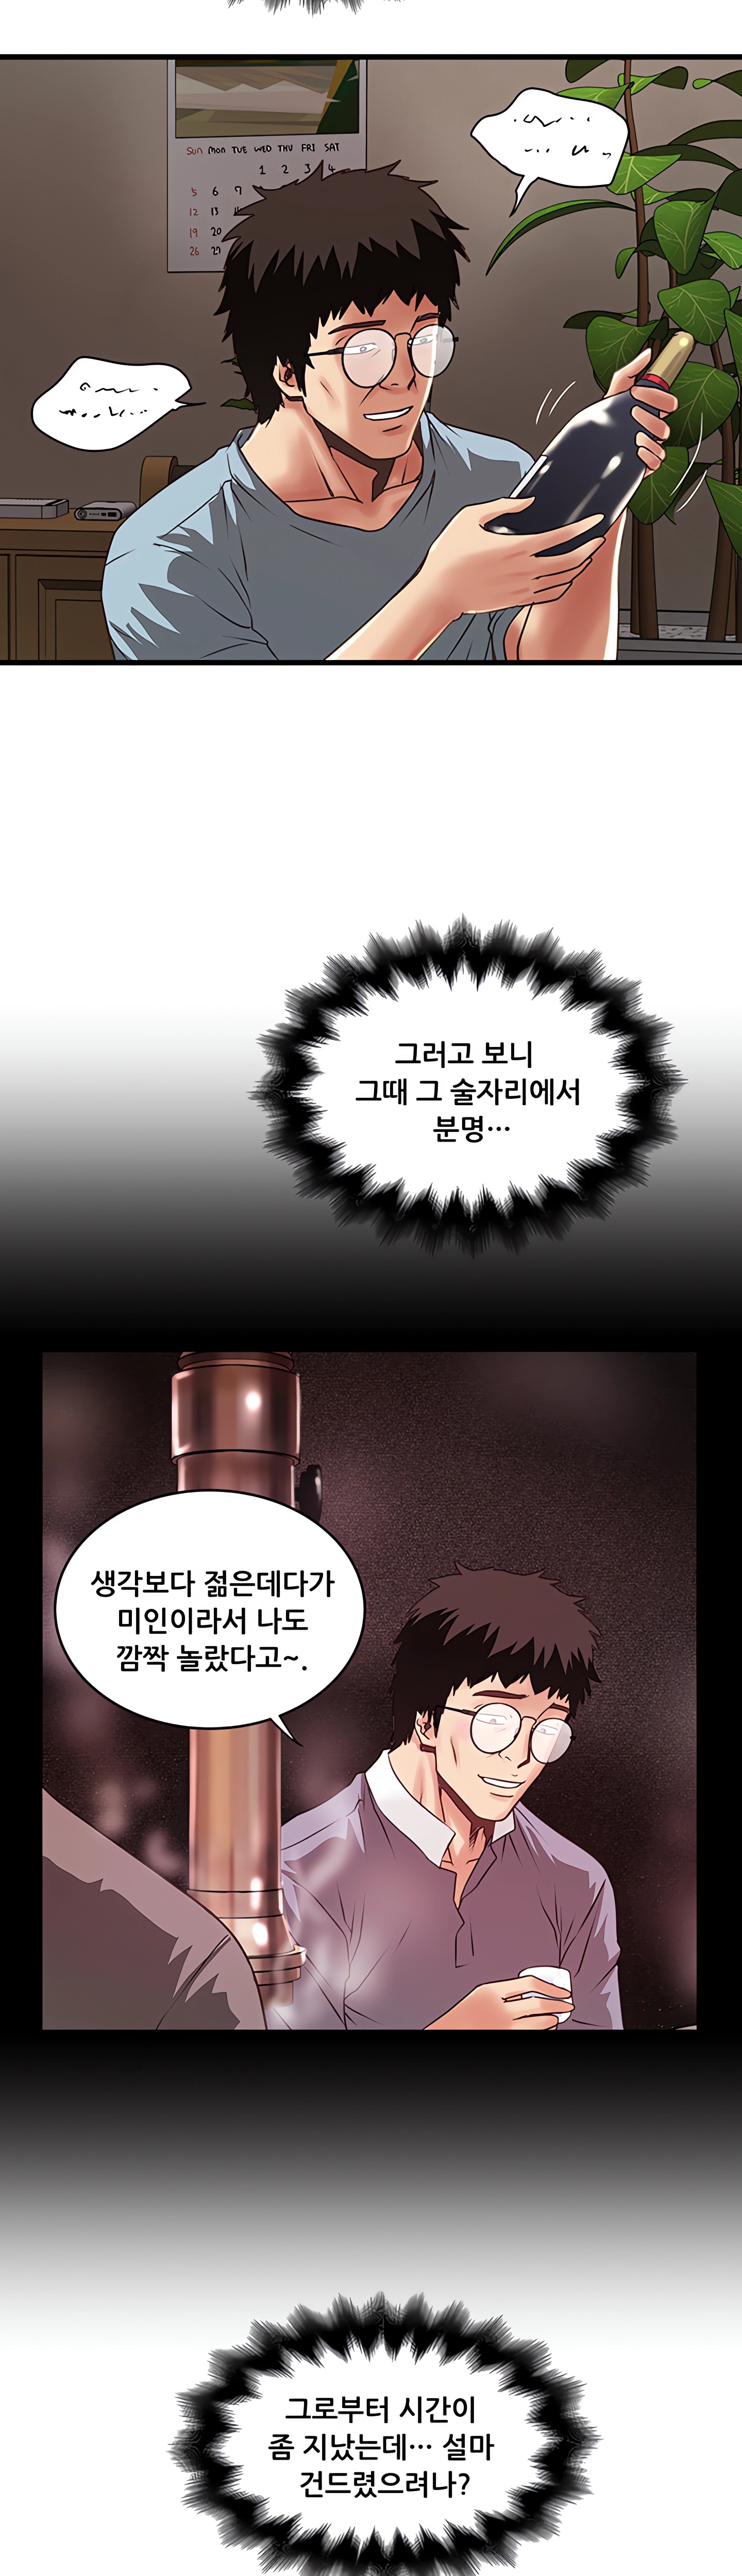 SUN MON TUE WED THU FRI SAT
1 2 3 4
5 6 7
12 13
19 20
26 27
그러고 보니
그때 그 술자리에서
분명…
생각보다 젊은데다가
미인이라서 나도
깜짝 놀랐다고~.
그로부터 시간이
좀 지났는데… 설마
건드렸으려나?